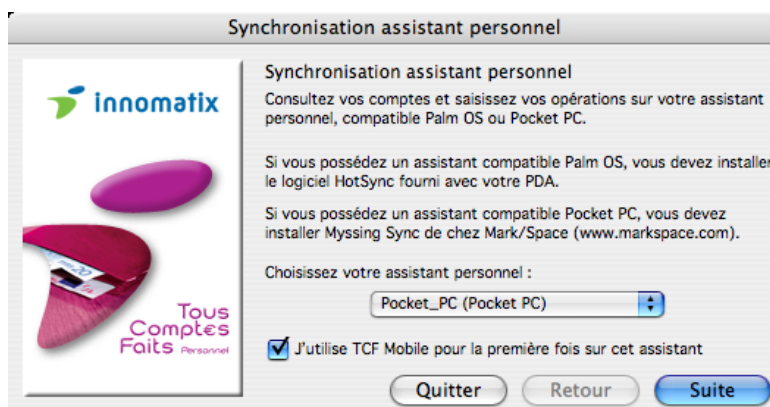 Synchronisation assistant personnel
innomatix
Tous
Comptes
Faits Personnel
Synchronisation assistant personnel
Consultez vos comptes et saisissez vos opérations sur votre assistant
personnel, compatible Palm OS ou Pocket PC.
Si vous possédez un assistant compatible Palm OS, vous devez installer
le logiciel HotSync fourni avec votre PDA.
Si vous possédez un assistant compatible Pocket PC, vous devez
installer Myssing Sync de chez Mark/Space (www.markspace.com).
Choisissez votre assistant personnel :
Pocket_PC (Pocket PC)
J'utilise TCF Mobile pour la première fois sur cet assistant
Quitter
Retour
Suite